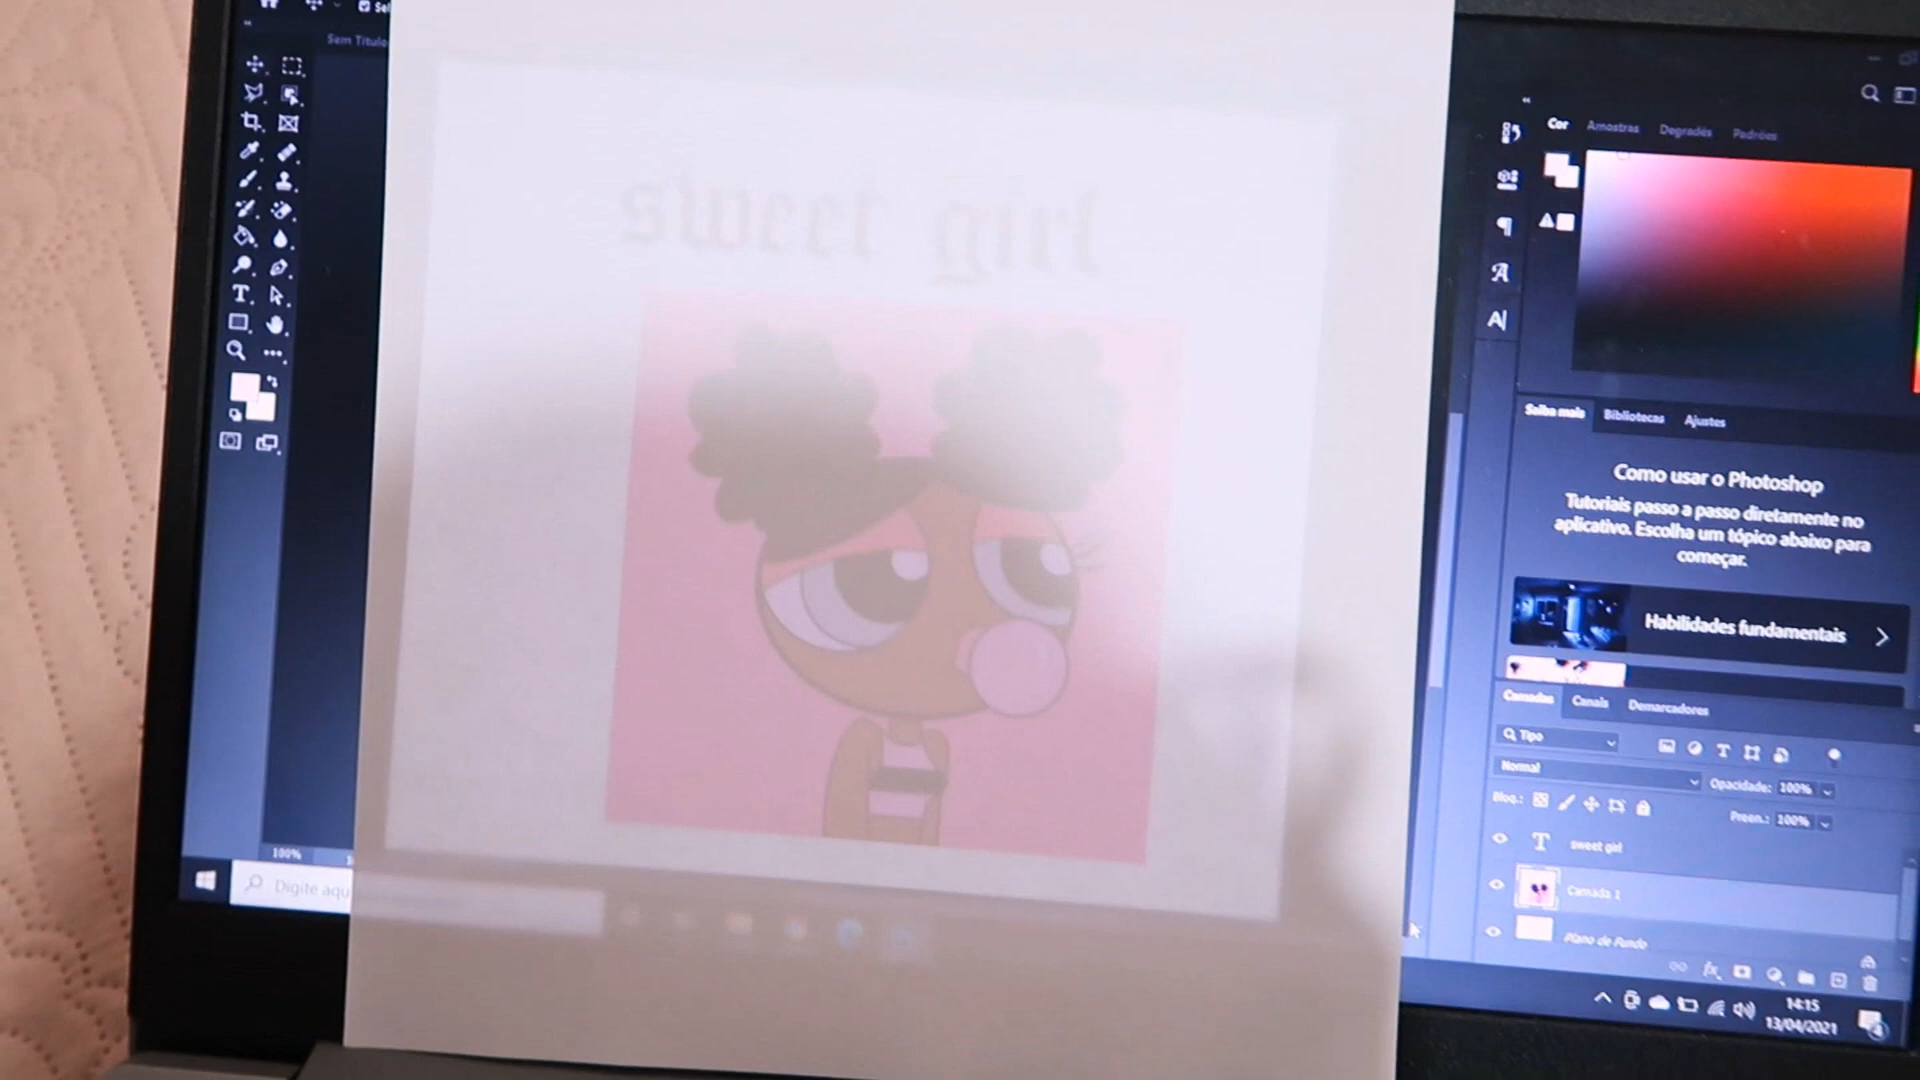 Sem Título
sweet girl
T
100%
Digite aqu
Cor Amostras Degradês Padrões
A
A|
Saiba mais Bibliotecas Ajustes
Como usar o Photoshop
Tutoriais passo a passo diretamente no
aplicativo. Escolha um tópico abaixo para
começar.
Habilidades fundamentais
Camadas Canais Demarcadores
Tipo
Normal Opacidade: 100%
Bloq.: Preen.: 100%
T sweet girl
Camada 1
Plano de Fundo
fx
14:15
13/04/2021